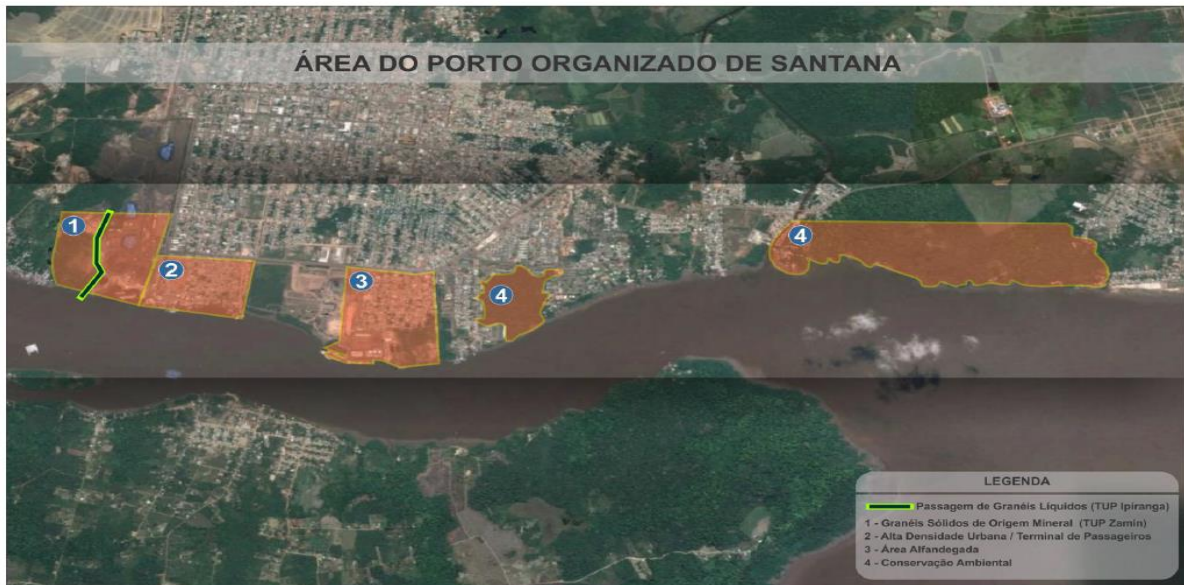 ÁREA DO PORTO ORGANIZADO DE SANTANA
1
2
3
4
4
LEGENDA
Passagem de Granéis Líquidos (TUP Ipiranga)
1 - Granéis Sólidos de Origem Mineral (TUP Zamin)
2 - Alta Densidade Urbana / Terminal de Passageiros
3 - Área Alfandegada
4 - Conservação Ambiental